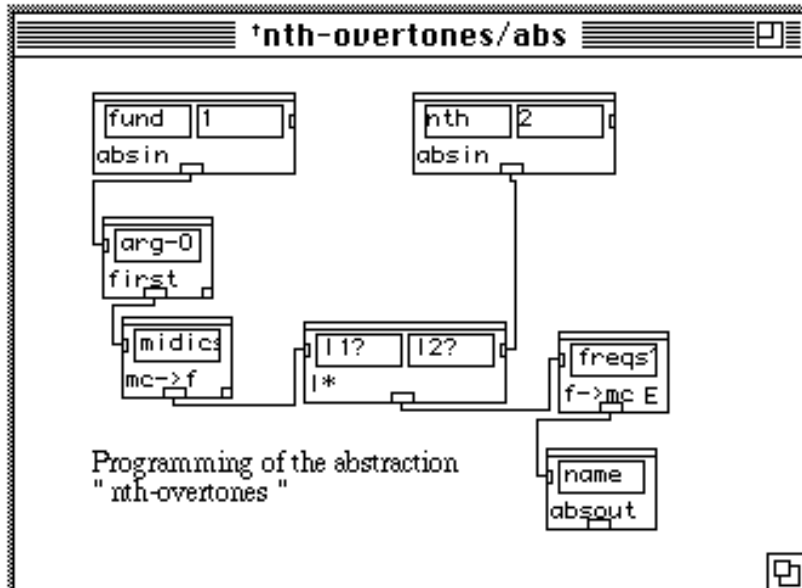 †nth-overtones/abs
fund 1
absin
nth 2
absin
arg-0
first
midics
mc->f
l1? l2?
l*
freqs?
f->mc E
name
absout
Programming of the abstraction
" nth-overtones "